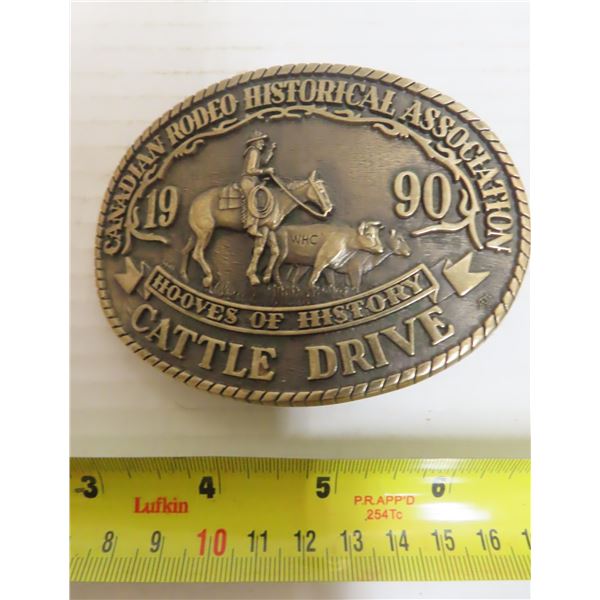 CANADIAN RODEO HISTORICAL ASSOCIATION
19 90
WHC
HOOVES OF HISTORY
CATTLE DRIVE
3 4 5 6
Lufkin P.R.APP'D
.254Tc
8 9 10 11 12 13 14 15 16